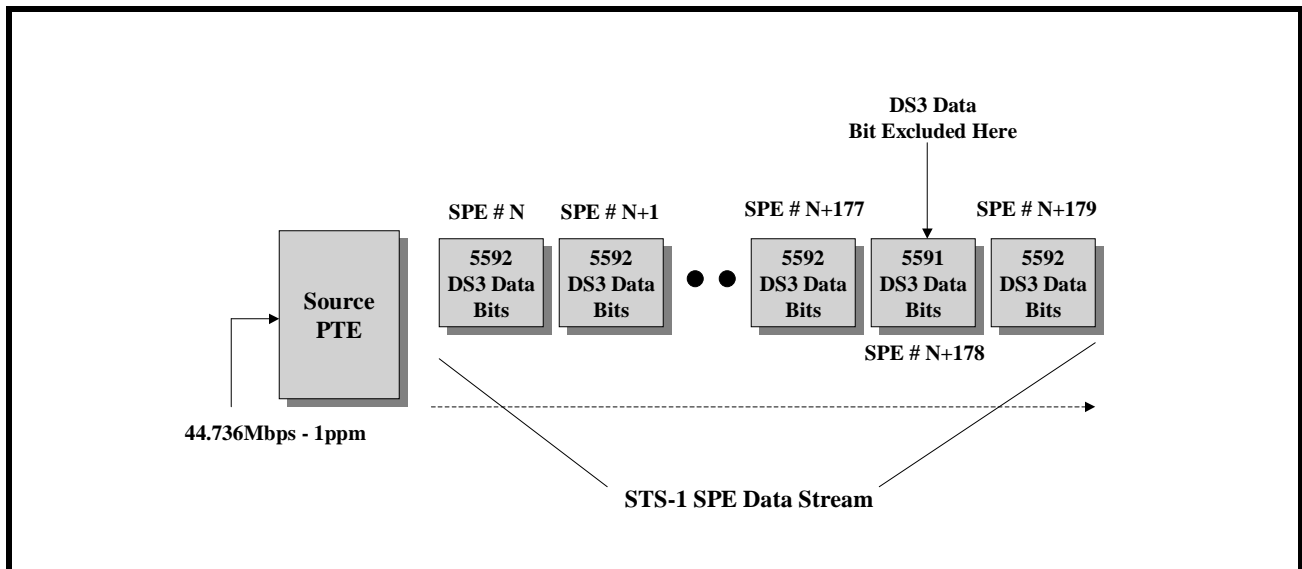 DS3 Data
Bit Excluded Here
SPE # N
SPE # N+1
SPE # N+177
SPE # N+179
Source
PTE
5592
DS3 Data
Bits
5592
DS3 Data
Bits
5592
DS3 Data
Bits
5591
DS3 Data
Bits
5592
DS3 Data
Bits
SPE # N+178
44.736Mbps - 1ppm
STS-1 SPE Data Stream